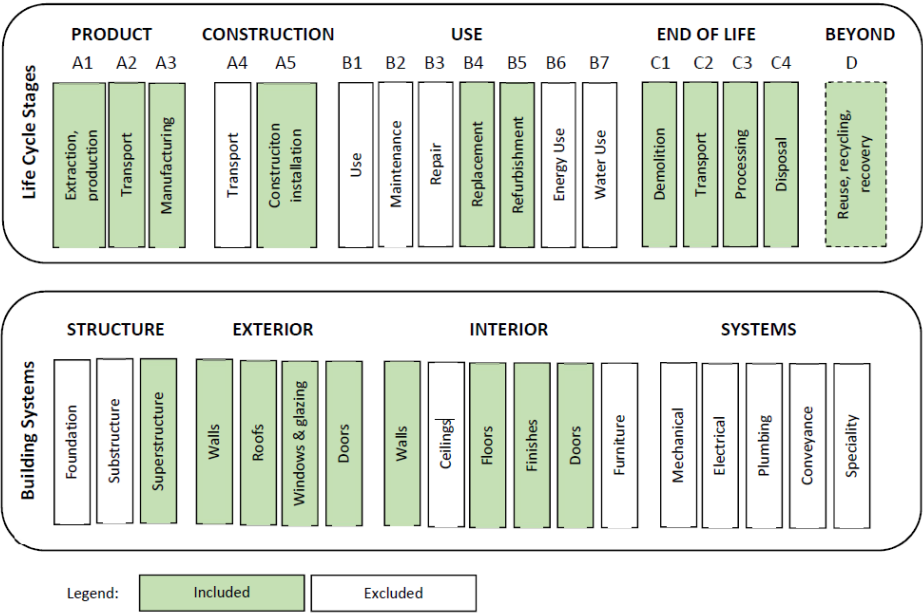 PRODUCT CONSTRUCTION USE END OF LIFE BEYOND
A1 A2 A3 A4 A5 B1 B2 B3 B4 B5 B6 B7 C1 C2 C3 C4 D
Life Cycle Stages
Extraction,
production
Transport
Manufacturing
Transport
Construciton
installation
Use
Maintenance
Repair
Replacement
Refurbishment
Energy Use
Water Use
Demolition
Transport
Processing
Disposal
Reuse, recycling,
recovery
STRUCTURE EXTERIOR INTERIOR SYSTEMS
Building Systems
Foundation
Substructure
Superstructure
Walls
Roofs
Windows & glazing
Doors
Walls
Ceilings
Floors
Finishes
Doors
Furniture
Mechanical
Electrical
Plumbing
Conveyance
Speciality
Legend: Included Excluded